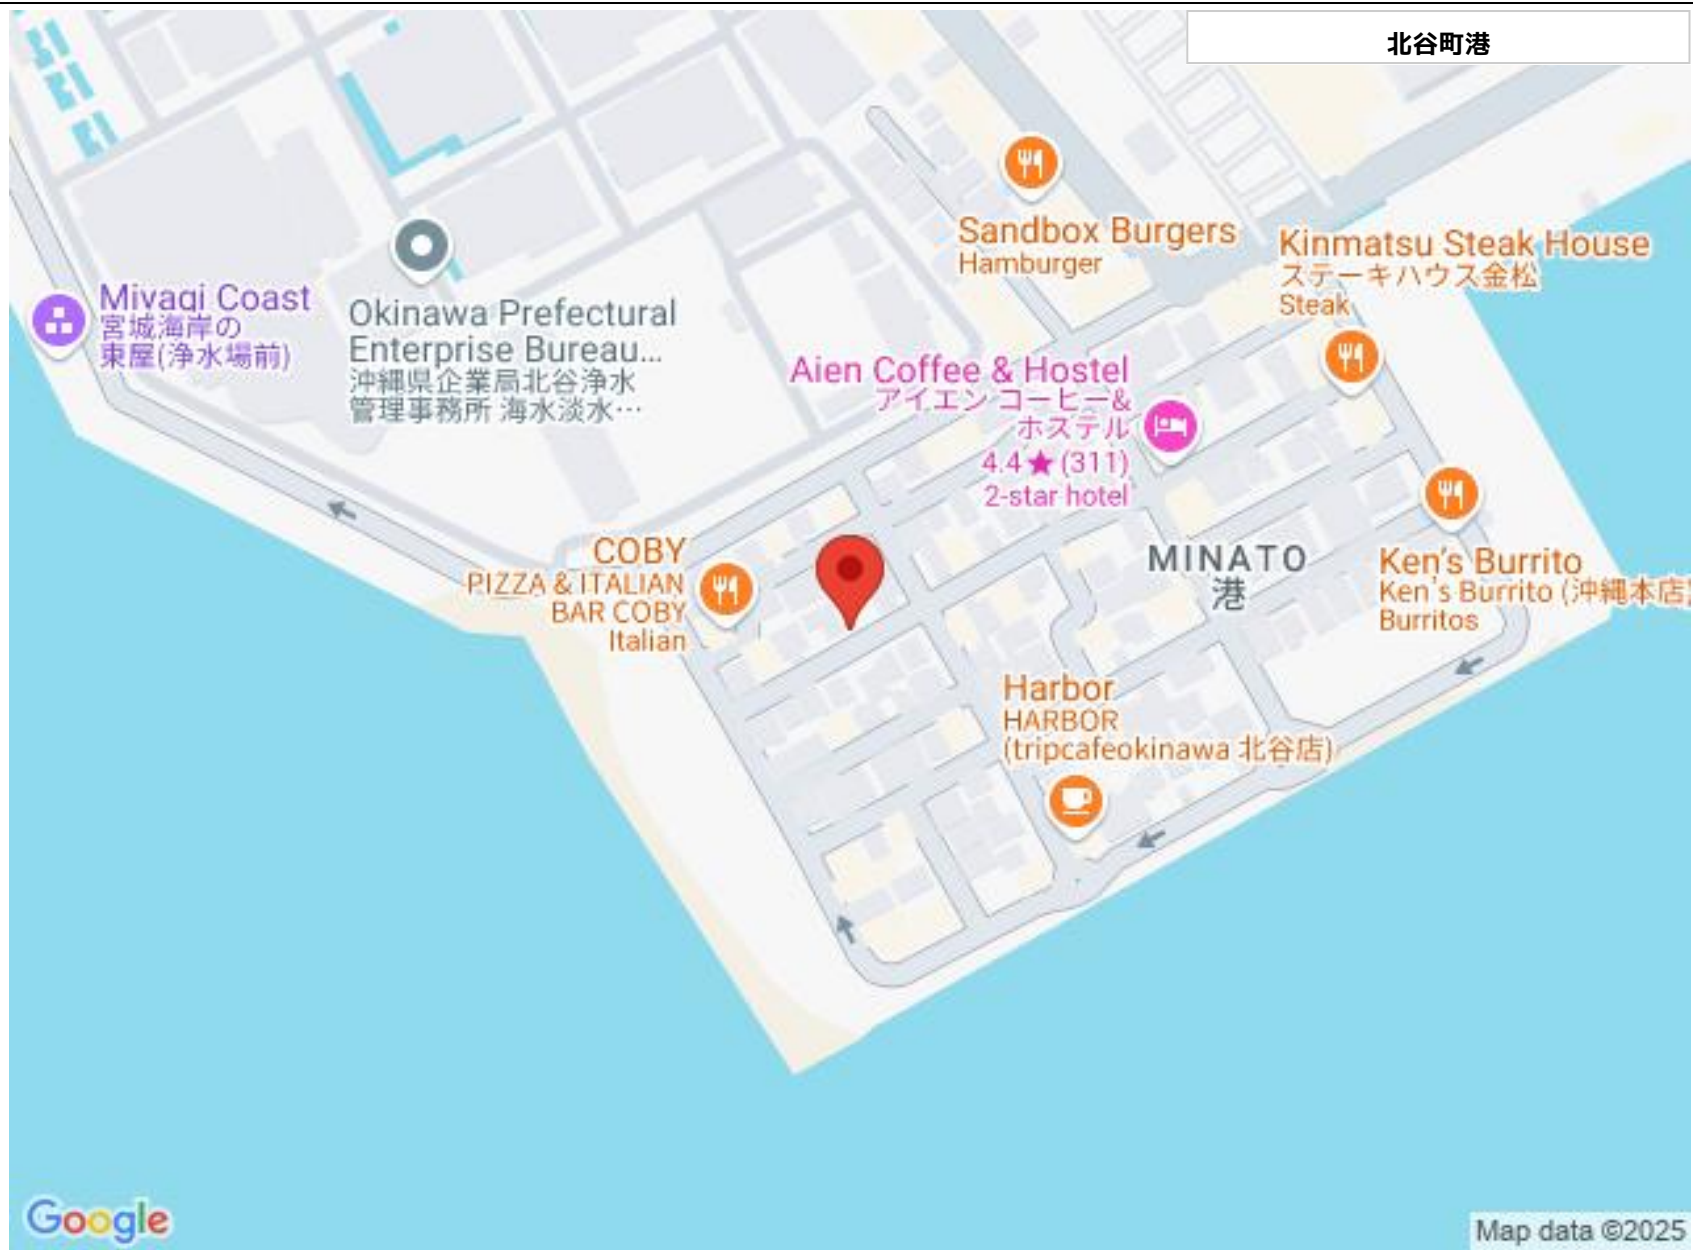 北谷町港
Sandbox Burgers
Hamburger
Kinmatsu Steak House
ステーキハウス金松
Steak
Miyagi Coast
宮城海岸の
東屋(浄水場前)
Okinawa Prefectural
Enterprise Bureau...
沖縄県企業局北谷浄水
管理事務所 海水淡水…
Aien Coffee & Hostel
アイエン コーヒー&
ホステル
4.4★(311)
2-star hotel
COBY
PIZZA & ITALIAN
BAR COBY
Italian
MINATO
港
Ken's Burrito
Ken's Burrito (沖縄本店)
Burritos
Harbor
HARBOR
(tripcafeokinawa 北谷店)
Google
Map data ©2025